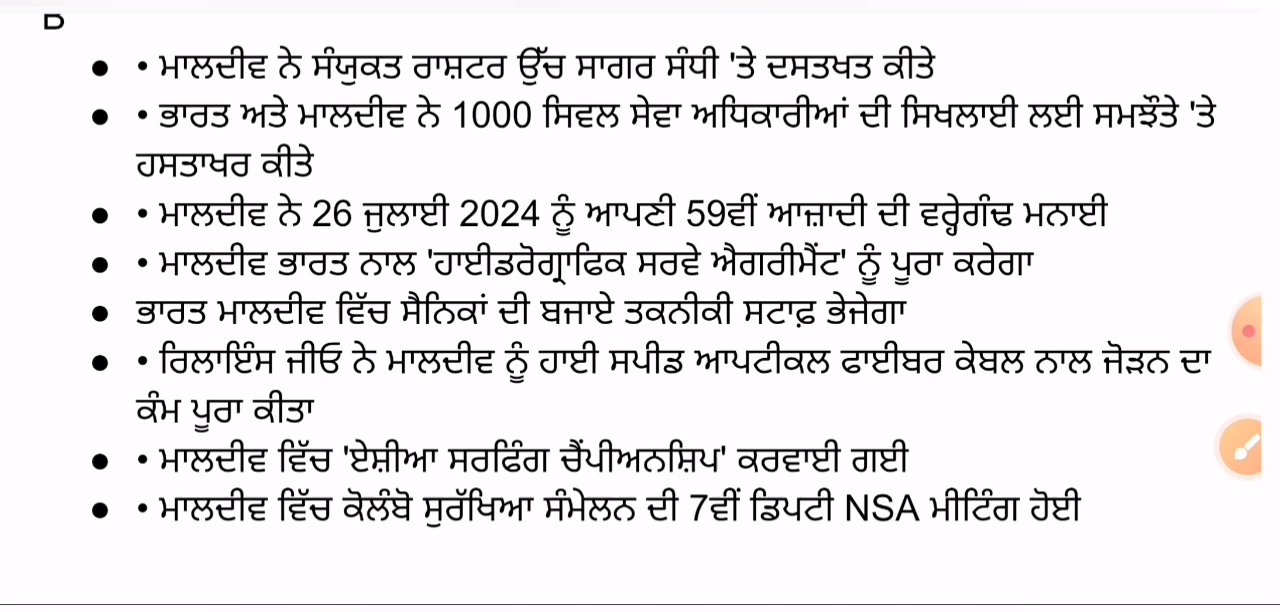 ● • ਮਾਲਦੀਵ ਨੇ ਸੰਯੁਕਤ ਰਾਸ਼ਟਰ ਉੱਚ ਸਾਗਰ ਸੰਧੀ 'ਤੇ ਦਸਤਖਤ ਕੀਤੇ
● • ਭਾਰਤ ਅਤੇ ਮਾਲਦੀਵ ਨੇ 1000 ਸਿਵਲ ਸੇਵਾ ਅਧਿਕਾਰੀਆਂ ਦੀ ਸਿਖਲਾਈ ਲਈ ਸਮਝੌਤੇ 'ਤੇ
ਹਸਤਾਖਰ ਕੀਤੇ
● • ਮਾਲਦੀਵ ਨੇ 26 ਜੁਲਾਈ 2024 ਨੂੰ ਆਪਣੀ 59ਵੀਂ ਆਜ਼ਾਦੀ ਦੀ ਵਰ੍ਹੇਗੰਢ ਮਨਾਈ
● • ਮਾਲਦੀਵ ਭਾਰਤ ਨਾਲ 'ਹਾਈਡਰੋਗ੍ਰਾਫਿਕ ਸਰਵੇ ਐਗਰੀਮੈਂਟ' ਨੂੰ ਪੂਰਾ ਕਰੇਗਾ
● ਭਾਰਤ ਮਾਲਦੀਵ ਵਿੱਚ ਸੈਨਿਕਾਂ ਦੀ ਬਜਾਏ ਤਕਨੀਕੀ ਸਟਾਫ਼ ਭੇਜੇਗਾ
● • ਰਿਲਾਇੰਸ ਜੀਓ ਨੇ ਮਾਲਦੀਵ ਨੂੰ ਹਾਈ ਸਪੀਡ ਆਪਟੀਕਲ ਫਾਈਬਰ ਕੇਬਲ ਨਾਲ ਜੋੜਨ ਦਾ
ਕੰਮ ਪੂਰਾ ਕੀਤਾ
● • ਮਾਲਦੀਵ ਵਿੱਚ 'ਏਸ਼ੀਆ ਸਰਫਿੰਗ ਚੈਂਪੀਅਨਸ਼ਿਪ' ਕਰਵਾਈ ਗਈ
● • ਮਾਲਦੀਵ ਵਿੱਚ ਕੋਲੰਬੋ ਸੁਰੱਖਿਆ ਸੰਮੇਲਨ ਦੀ 7ਵੀਂ ਡਿਪਟੀ NSA ਮੀਟਿੰਗ ਹੋਈ